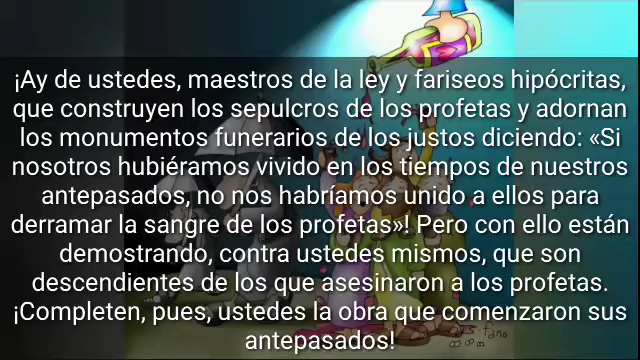 ¡Ay de ustedes, maestros de la ley y fariseos hipócritas,
que construyen los sepulcros de los profetas y adornan
los monumentos funerarios de los justos diciendo: «Si
nosotros hubiéramos vivido en los tiempos de nuestros
antepasados, no nos habríamos unido a ellos para
derramar la sangre de los profetas»! Pero con ello están
demostrando, contra ustedes mismos, que son
descendientes de los que asesinaron a los profetas.
¡Completen, pues, ustedes la obra que comenzaron sus
antepasados!
fano